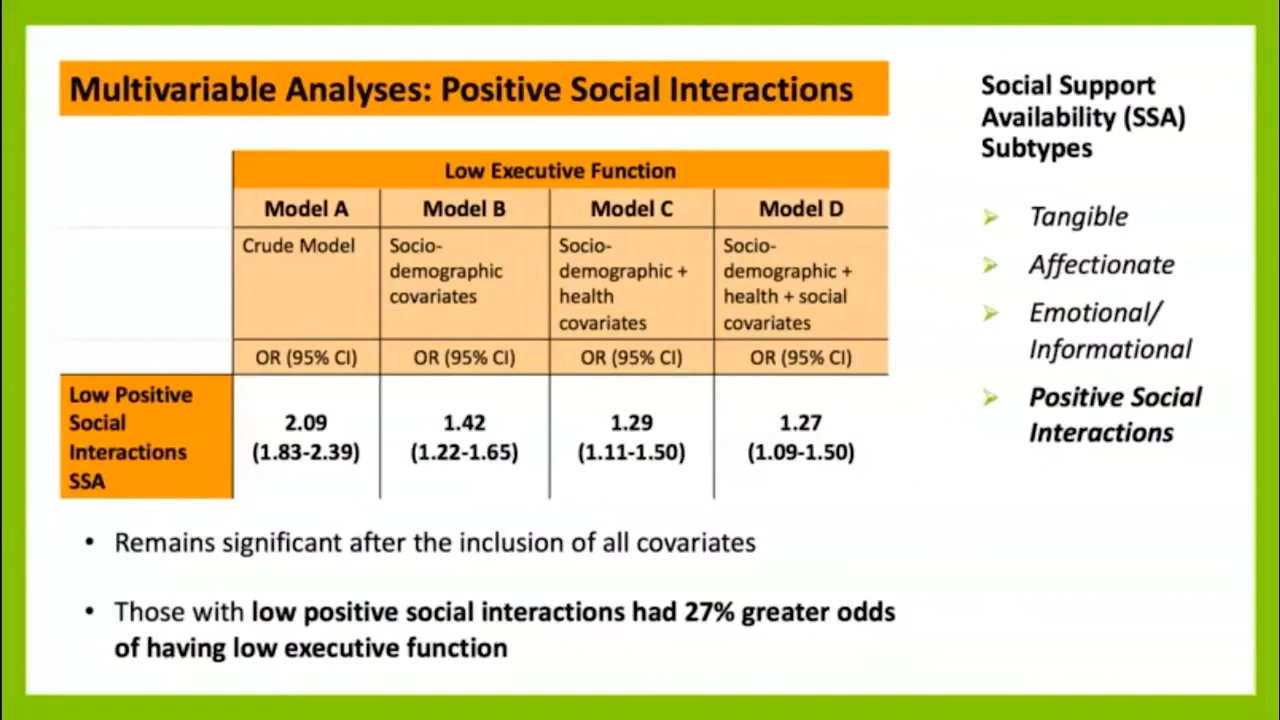 Multivariable Analyses: Positive Social Interactions
Low Executive Function
Model A
Model B
Model C
Model D
Crude Model
Socio-
demographic
covariates
Socio-
demographic +
health
covariates
Socio-
demographic +
health + social
covariates
OR (95% CI)
OR (95% CI)
OR (95% CI)
OR (95% CI)
Low Positive
Social
Interactions
SSA
2.09
(1.83-2.39)
1.42
(1.22-1.65)
1.29
(1.11-1.50)
1.27
(1.09-1.50)
• Remains significant after the inclusion of all covariates
• Those with low positive social interactions had 27% greater odds
of having low executive function
Social Support
Availability (SSA)
Subtypes
Tangible
Affectionate
Emotional/
Informational
Positive Social
Interactions